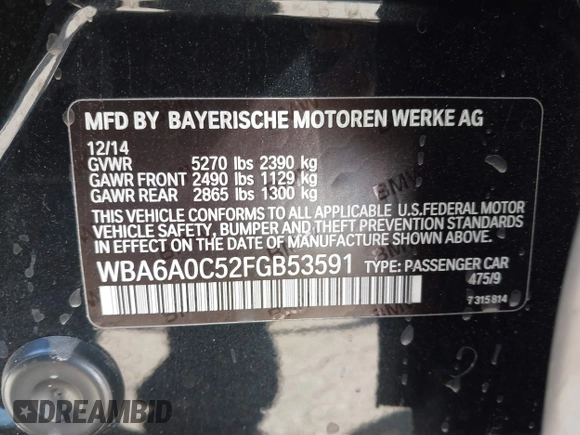 MFD BY BAYERISCHE MOTOREN WERKE AG
12/14
GVWR 5270 lbs 2390 kg
GAWR FRONT 2490 lbs 1129 kg
GAWR REAR 2865 lbs 1300 kg
THIS VEHICLE CONFORMS TO ALL APPLICABLE U.S.FEDERAL MOTOR
VEHICLE SAFETY, BUMPER AND THEFT PREVENTION STANDARDS
IN EFFECT ON THE DATE OF MANUFACTURE SHOWN ABOVE.
WBA6A0C52FGB53591 TYPE: PASSENGER CAR
475/9
7 315 814
DREAMBID